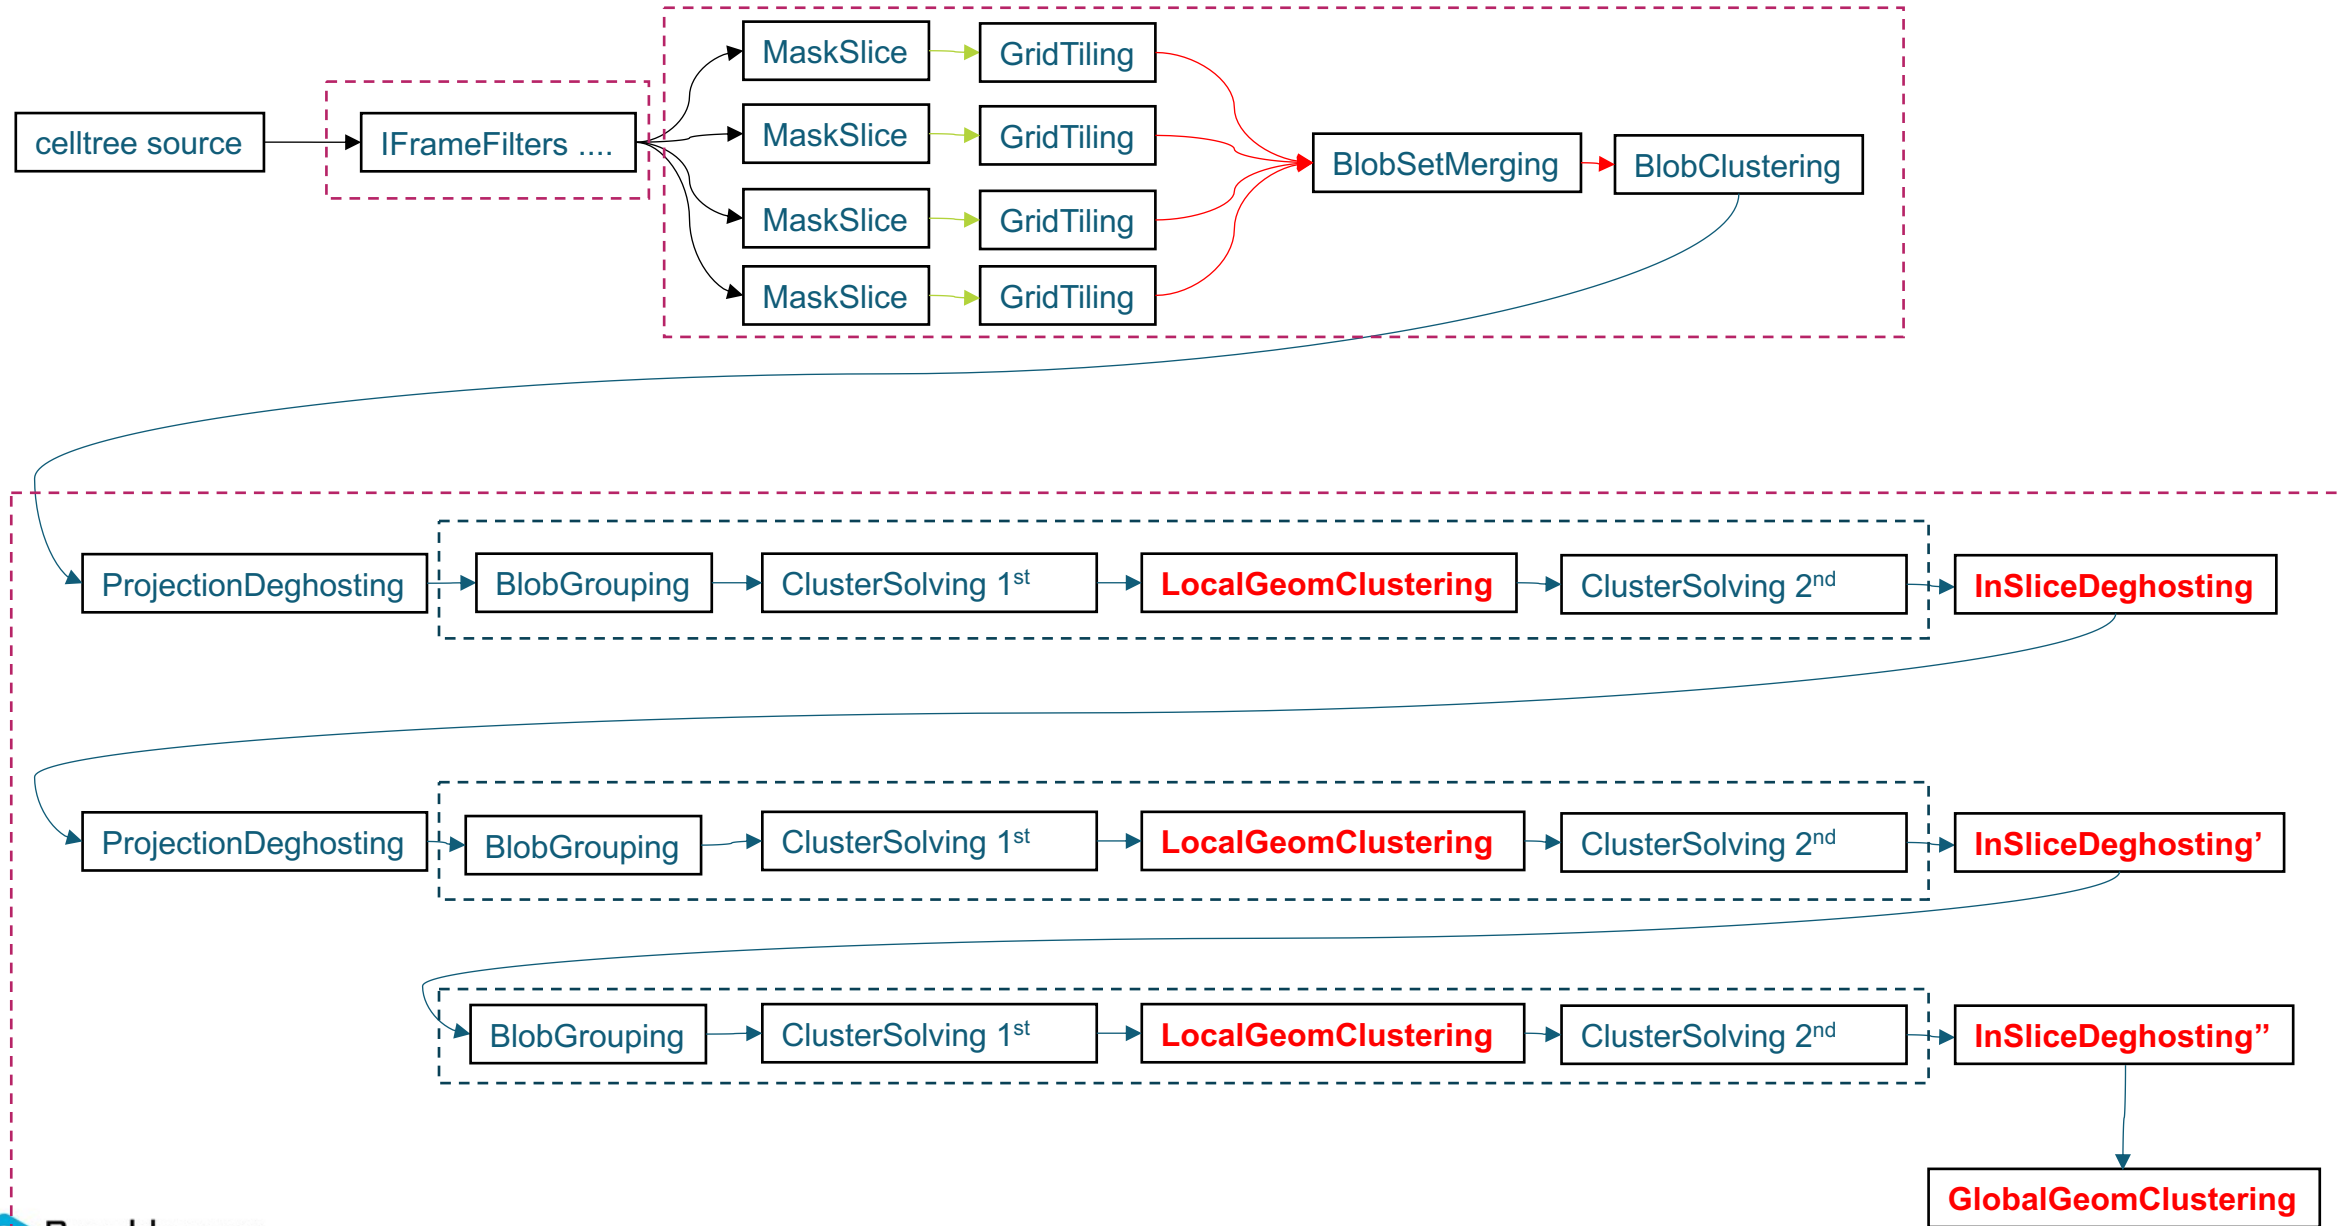 MaskSlice GridTiling
celltree source IFrameFilters .... MaskSlice GridTiling BlobSetMerging BlobClustering
MaskSlice GridTiling
MaskSlice GridTiling
ProjectionDeghosting BlobGrouping ClusterSolving 1st LocalGeomClustering ClusterSolving 2nd InSliceDeghosting
ProjectionDeghosting BlobGrouping ClusterSolving 1st LocalGeomClustering ClusterSolving 2nd InSliceDeghosting’
BlobGrouping ClusterSolving 1st LocalGeomClustering ClusterSolving 2nd InSliceDeghosting”
GlobalGeomClustering